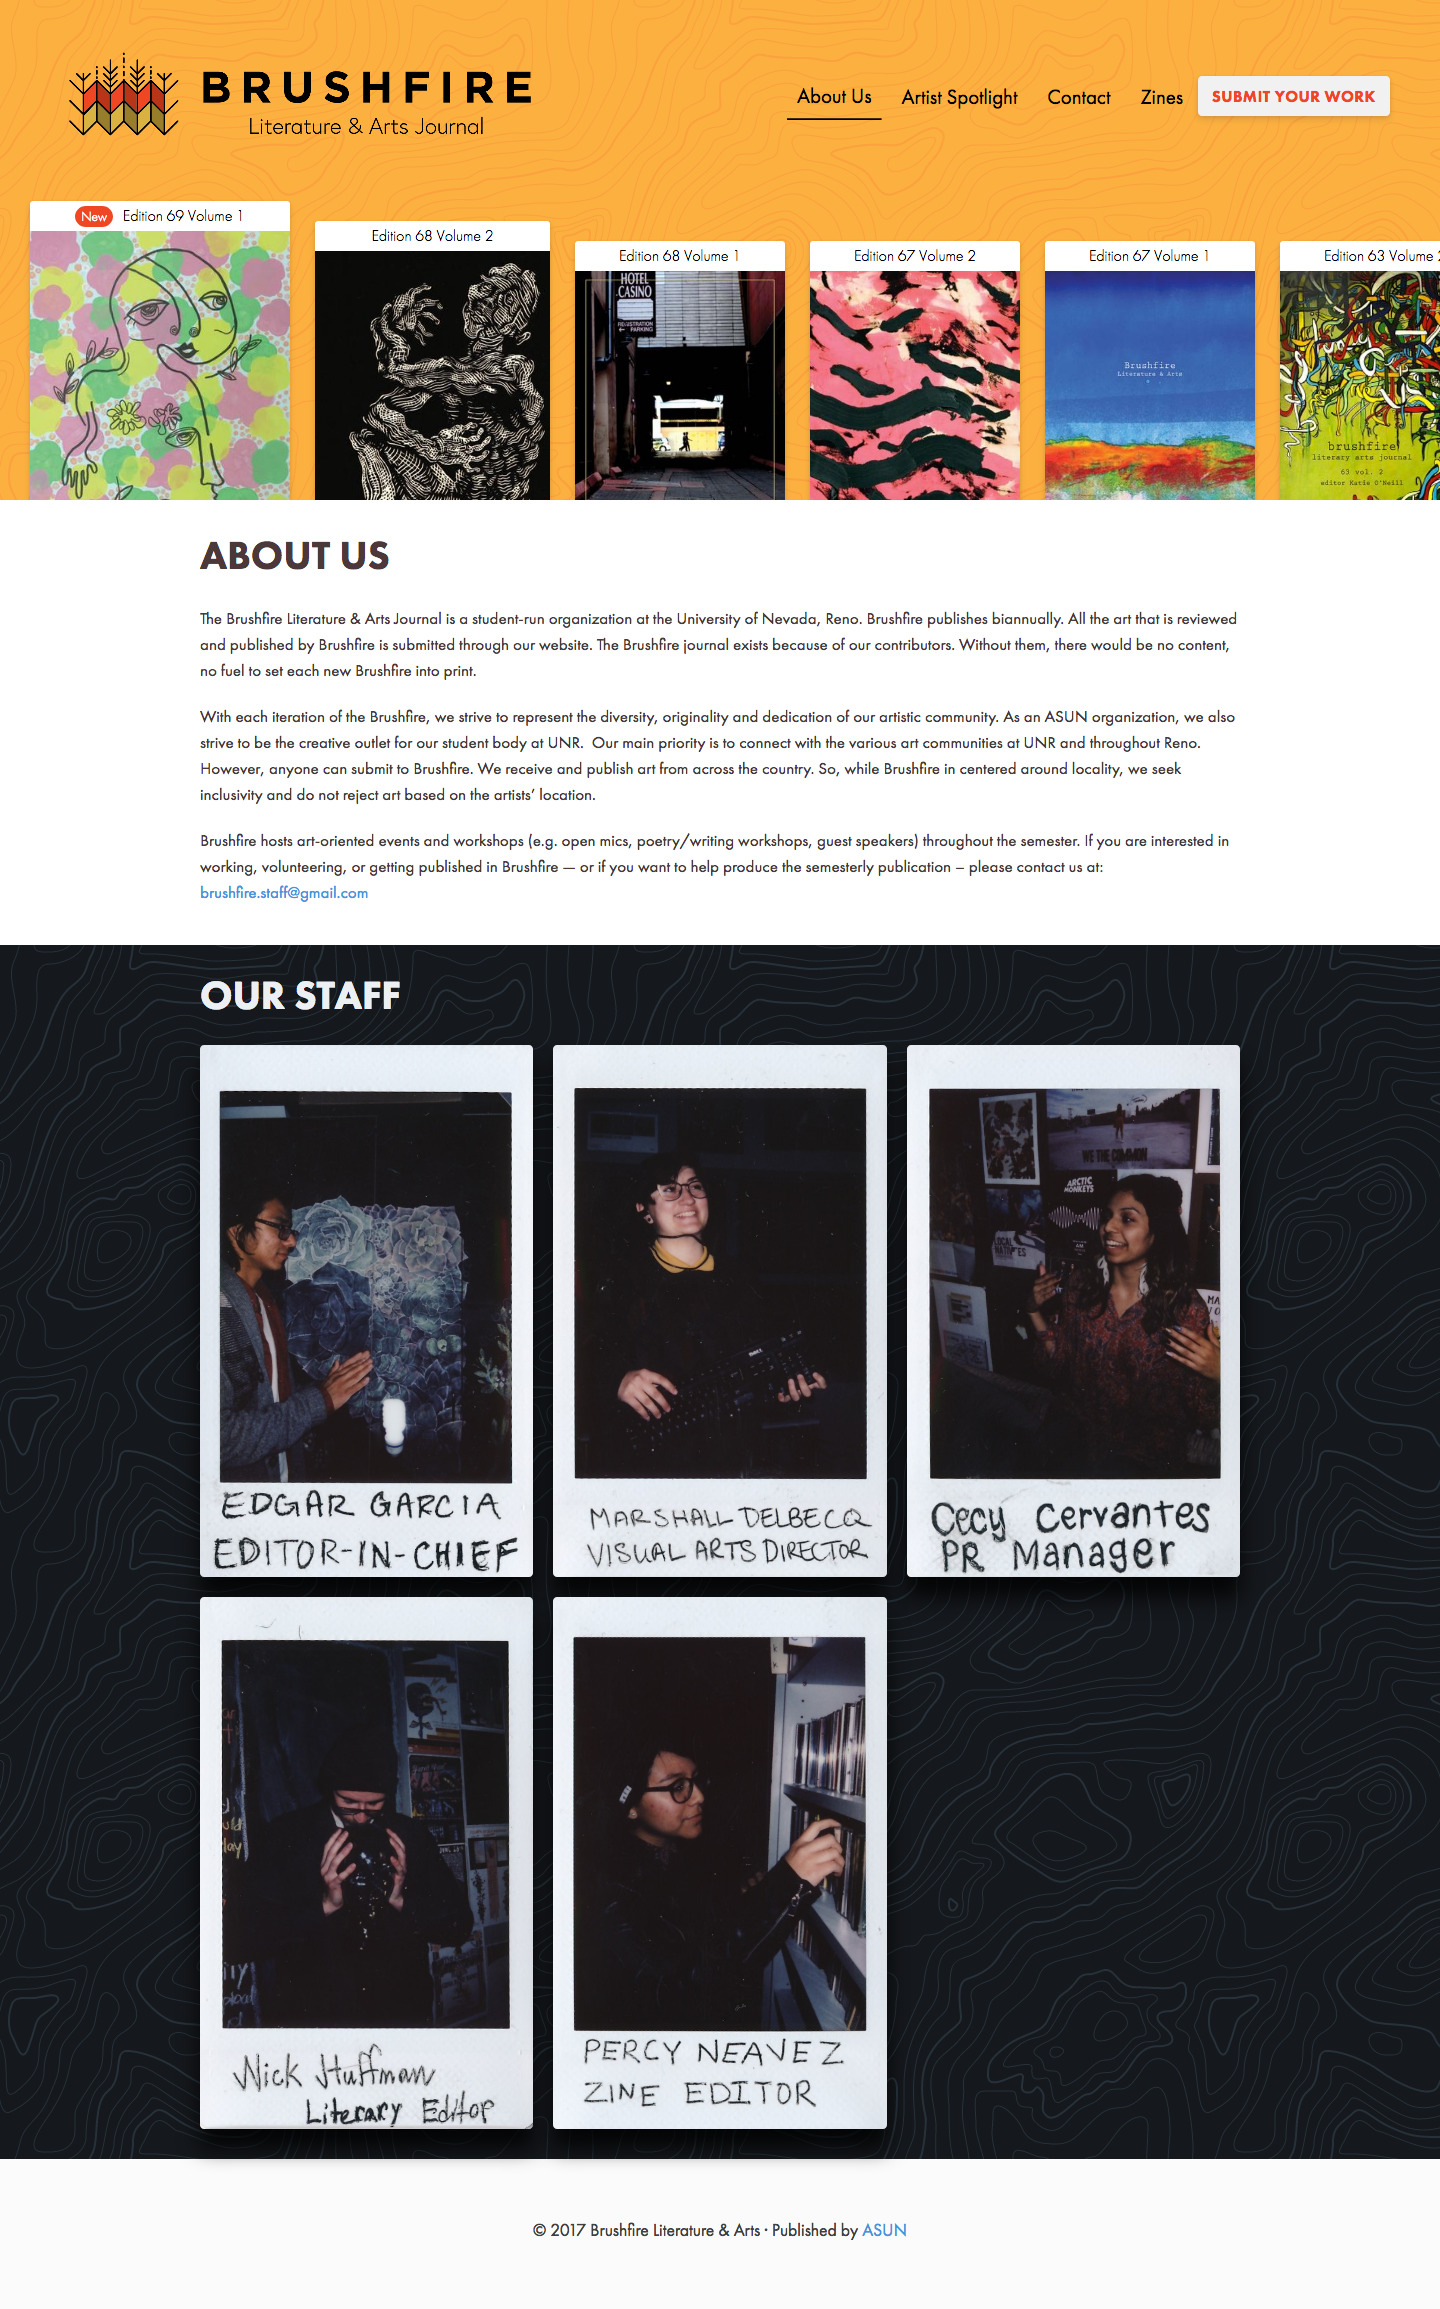 BRUSHFIRE
Literature & Arts Journal
About Us
Artist Spotlight
Contact
Zines
SUBMIT YOUR WORK
New Edition 69 Volume 1
Edition 68 Volume 2
Edition 68 Volume 1
Edition 67 Volume 2
Edition 67 Volume 1
Edition 63 Volume
HOTEL
CASINO
REGISTRATION
PARKING
Brushfire
Literature & Arts
brushfire
literary arts journal
63 vol. 2
editor Katie O'Neill
ABOUT US
The Brushfire Literature & Arts Journal is a student-run organization at the University of Nevada, Reno. Brushfire publishes biannually. All the art that is reviewed
and published by Brushfire is submitted through our website. The Brushfire journal exists because of our contributors. Without them, there would be no content,
no fuel to set each new Brushfire into print.
With each iteration of the Brushfire, we strive to represent the diversity, originality and dedication of our artistic community. As an ASUN organization, we also
strive to be the creative outlet for our student body at UNR.  Our main priority is to connect with the various art communities at UNR and throughout Reno.
However, anyone can submit to Brushfire. We receive and publish art from across the country. So, while Brushfire in centered around locality, we seek
inclusivity and do not reject art based on the artists’ location.
Brushfire hosts art-oriented events and workshops (e.g. open mics, poetry/writing workshops, guest speakers) throughout the semester. If you are interested in
working, volunteering, or getting published in Brushfire — or if you want to help produce the semesterly publication – please contact us at:
brushfire.staff@gmail.com
OUR STAFF
EDGAR GARCIA
EDITOR-IN-CHIEF
DELL
MARSHALL DELBECQ
VISUAL ARTS DIRECTOR
WE THE COMMON
ARCTIC
MONKEYS
AM
LOCAL
NATIVES
Cecy Cervantes
PR Manager
Nick Huffman
Literary Editor
PERCY NEAVEZ
ZINE EDITOR
© 2017 Brushfire Literature & Arts · Published by ASUN